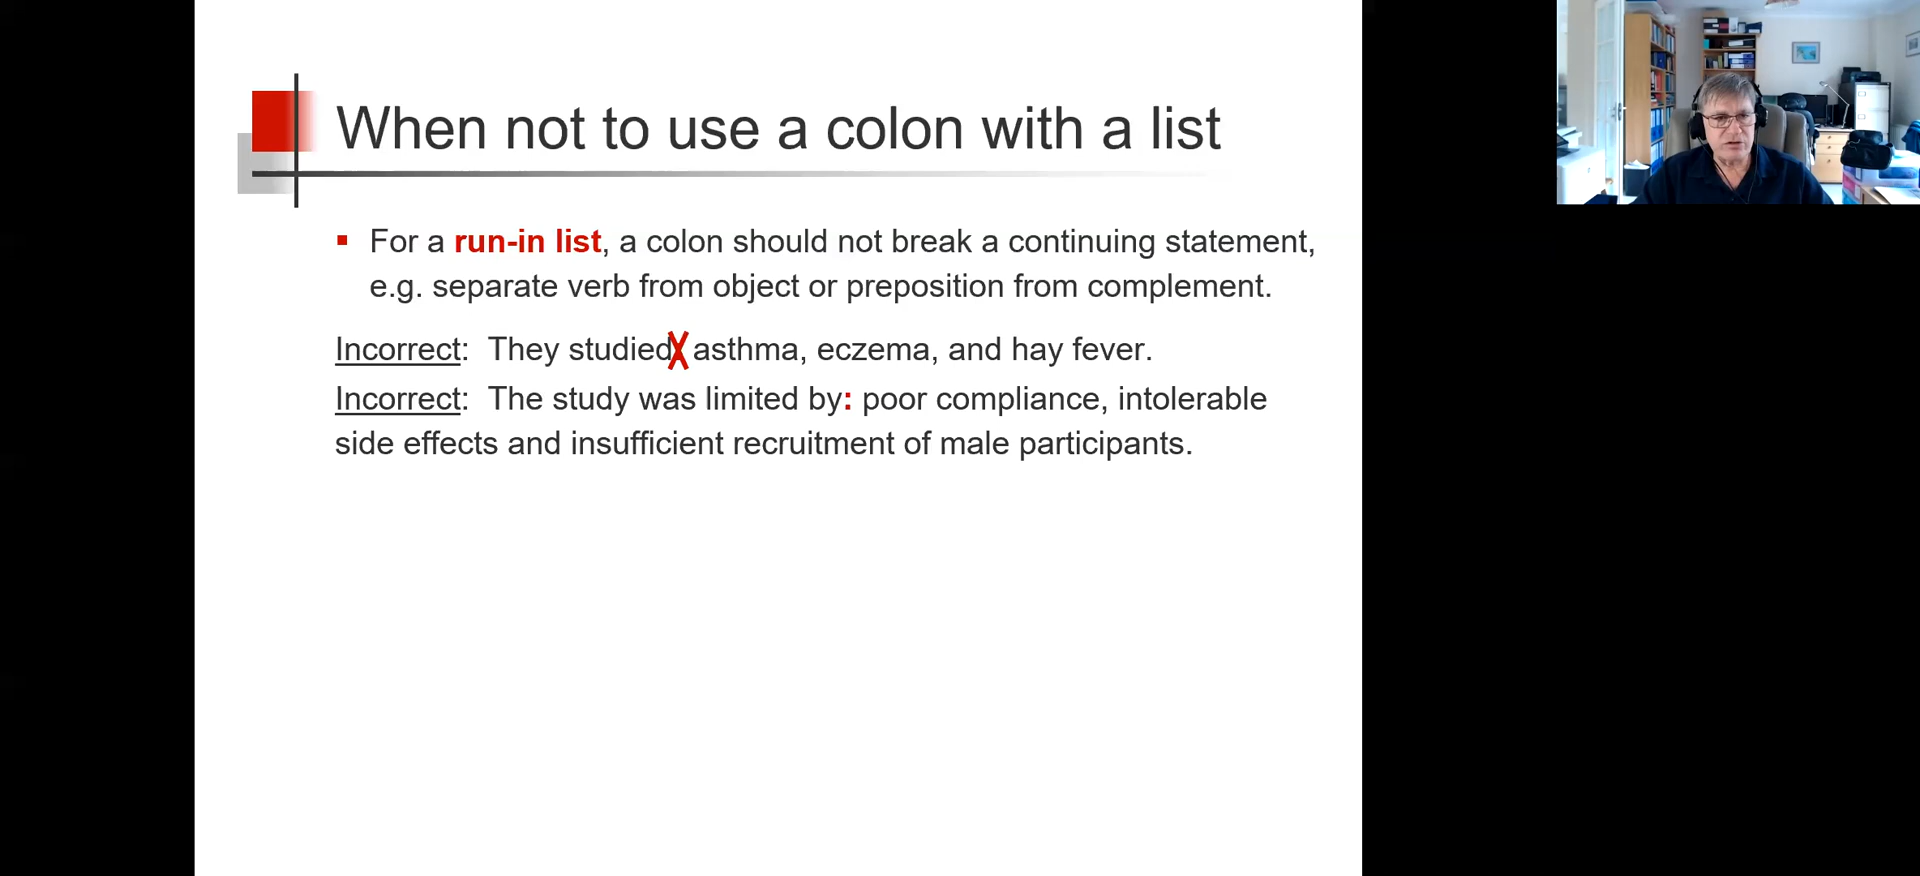 When not to use a colon with a list
For a run-in list, a colon should not break a continuing statement,
e.g. separate verb from object or preposition from complement.
Incorrect: They studied asthma, eczema, and hay fever.
Incorrect: The study was limited by: poor compliance, intolerable
side effects and insufficient recruitment of male participants.